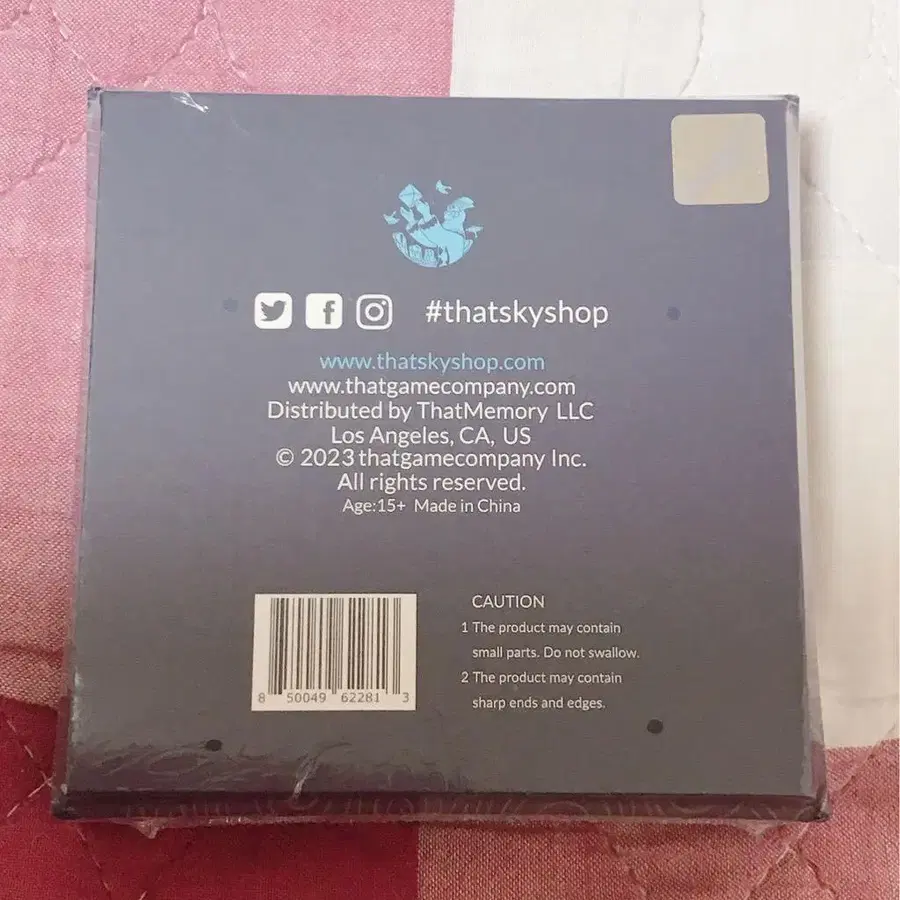 #thatskyshop
www.thatskyshop.com
www.thatgamecompany.com
Distributed by ThatMemory LLC
Los Angeles, CA, US
© 2023 thatgamecompany Inc.
All rights reserved.
Age:15+ Made in China
8 50049 62281 3
CAUTION
1 The product may contain
small parts. Do not swallow.
2 The product may contain
sharp ends and edges.